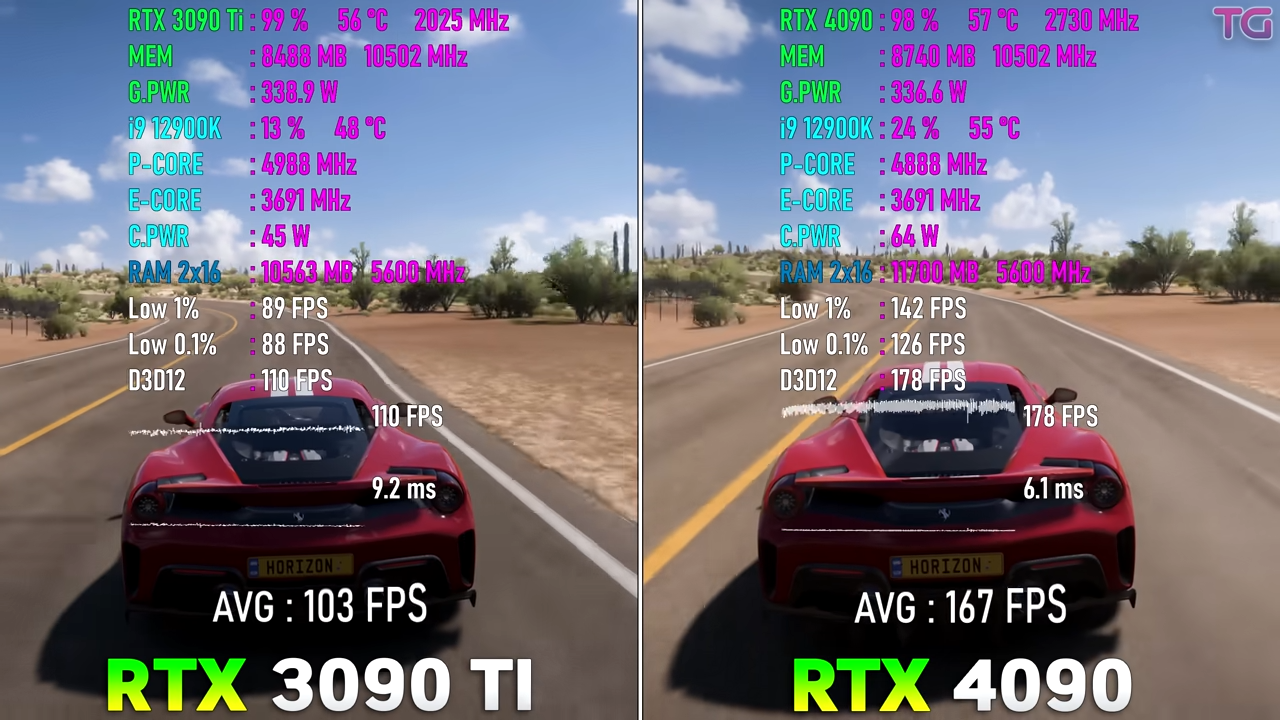 RTX 3090 Ti : 99 % 56 °C 2025 MHz
MEM : 8488 MB 10502 MHz
G.PWR : 338.9 W
i9 12900K : 13 % 48 °C
P-CORE : 4988 MHz
E-CORE : 3691 MHz
C.PWR : 45 W
RAM 2x16 : 10563 MB 5600 MHz
Low 1% : 89 FPS
Low 0.1% : 88 FPS
D3D12 : 110 FPS
110 FPS
9.2 ms
HORIZON
AVG : 103 FPS
RTX 3090 TI
TG
RTX 4090 : 98 % 57 °C 2730 MHz
MEM : 8740 MB 10502 MHz
G.PWR : 336.6 W
i9 12900K : 24 % 55 °C
P-CORE : 4888 MHz
E-CORE : 3691 MHz
C.PWR : 64 W
RAM 2x16 : 11700 MB 5600 MHz
Low 1% : 142 FPS
Low 0.1% : 126 FPS
D3D12 : 178 FPS
178 FPS
6.1 ms
HORIZON
AVG : 167 FPS
RTX 4090